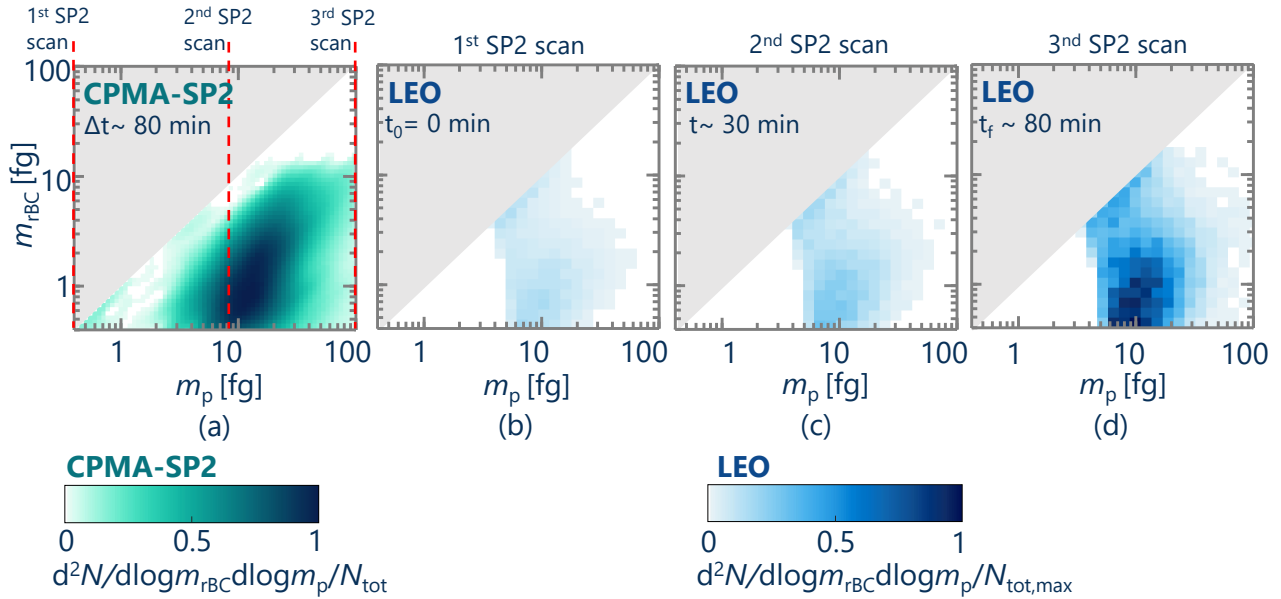 1st SP2 scan
2nd SP2 scan
3rd SP2 scan
1st SP2 scan
2nd SP2 scan
3nd SP2 scan
100
10
1
mrBC [fg]
CPMA-SP2
Δt~ 80 min
LEO
t0= 0 min
LEO
t~ 30 min
LEO
tf ~ 80 min
1 10 100
1 10 100
1 10 100
1 10 100
mp [fg]
mp [fg]
mp [fg]
mp [fg]
(a)
(b)
(c)
(d)
CPMA-SP2
0 0.5 1
d²N/dlogmrBCdlogmp/Ntot
LEO
0 0.5 1
d²N/dlogmrBCdlogmp/Ntot,max